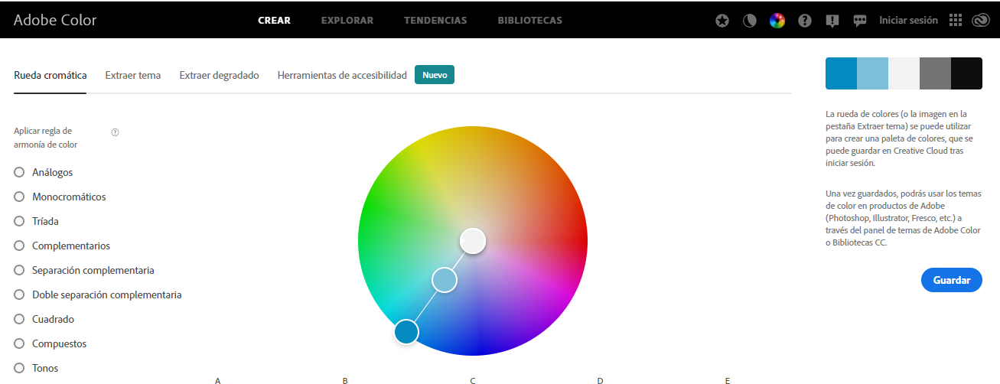 Adobe Color
CREAR
EXPLORAR
TENDENCIAS
BIBLIOTECAS
Iniciar sesión
Rueda cromática
Extraer tema
Extraer degradado
Herramientas de accesibilidad
Nuevo
Aplicar regla de
armonía de color
Análogos
Monocromáticos
Tríada
Complementarios
Separación complementaria
Doble separación complementaria
Cuadrado
Compuestos
Tonos
A
B
C
D
E
La rueda de colores (o la imagen en la
pestaña Extraer tema) se puede utilizar
para crear una paleta de colores, que se
puede guardar en Creative Cloud tras
iniciar sesión.
Una vez guardados, podrás usar los temas
de color en productos de Adobe
(Photoshop, Illustrator, Fresco, etc.) a
través del panel de temas de Adobe Color
o Bibliotecas CC.
Guardar